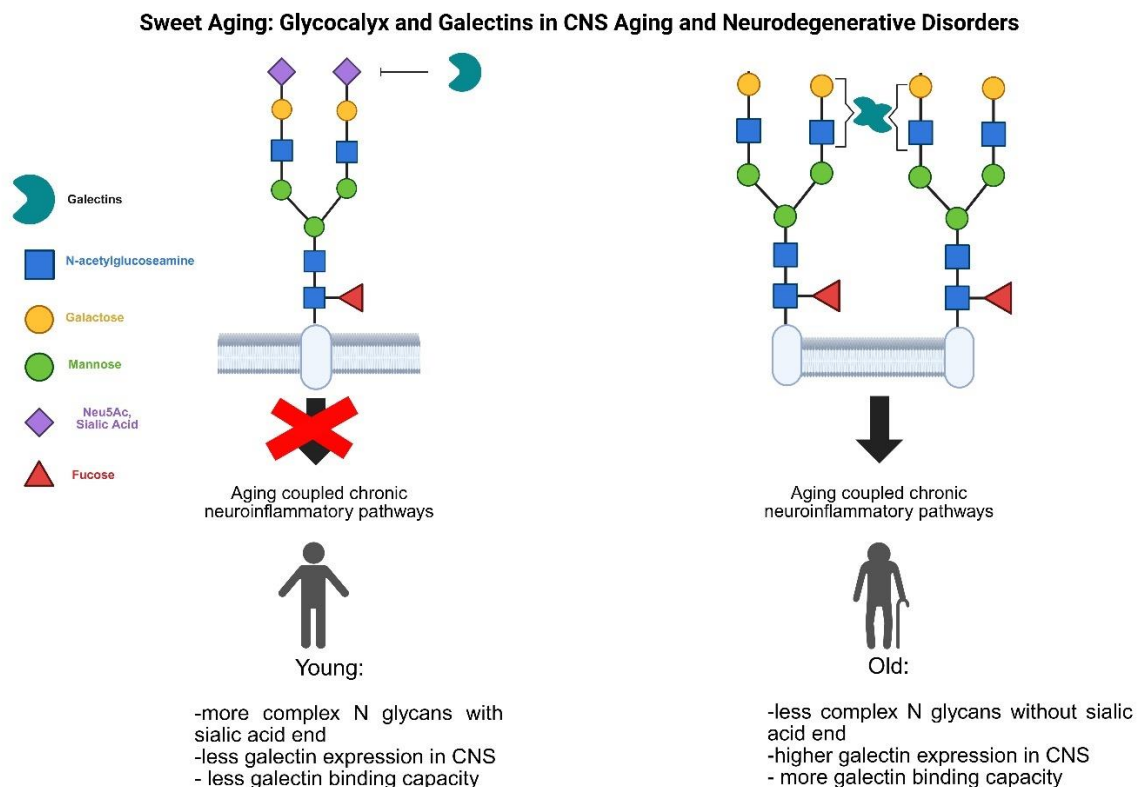 Sweet Aging: Glycocalyx and Galectins in CNS Aging and Neurodegenerative Disorders
Galectins
N-acetylglucoseamine
Galactose
Mannose
Neu5Ac,
Sialic Acid
Fucose
Aging coupled chronic
neuroinflammatory pathways
Young:
-more complex N glycans with
sialic acid end
-less galectin expression in CNS
- less galectin binding capacity
Aging coupled chronic
neuroinflammatory pathways
Old:
-less complex N glycans without sialic
acid end
-higher galectin expression in CNS
- more galectin binding capacity